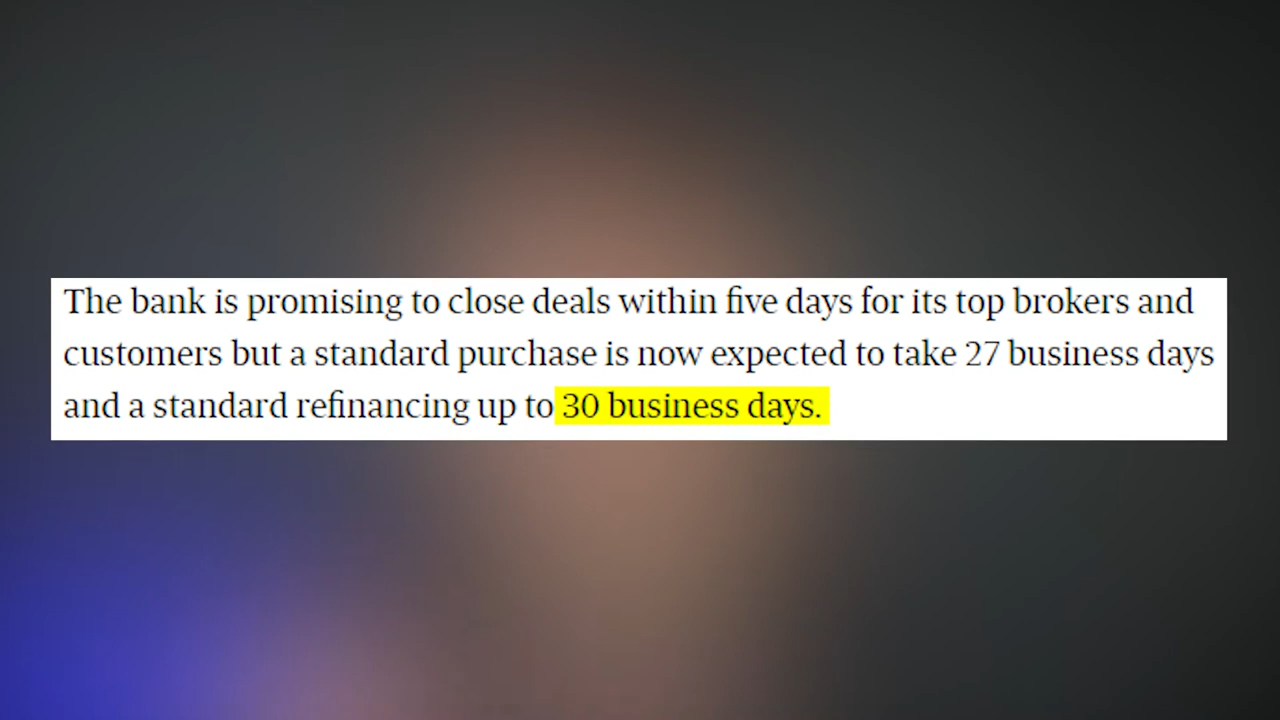 The bank is promising to close deals within five days for its top brokers and
customers but a standard purchase is now expected to take 27 business days
and a standard refinancing up to 30 business days.